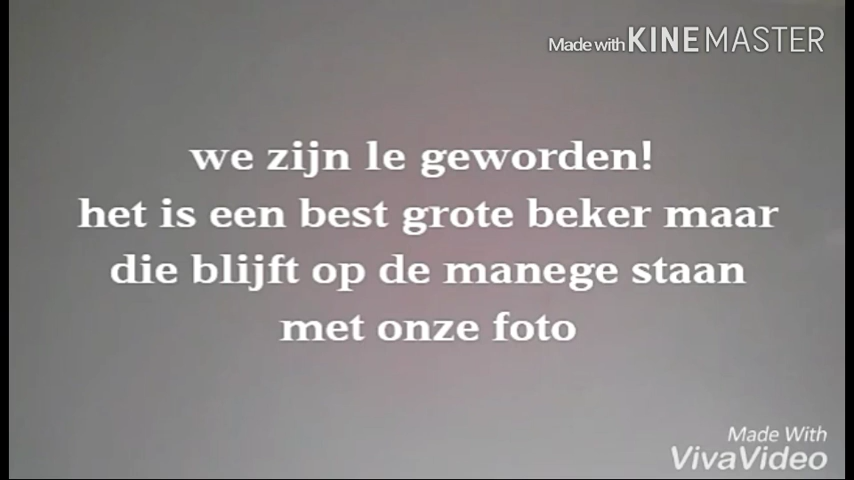 Made with KINEMASTER
we zijn 1e geworden!
het is een best grote beker maar
die blijft op de manege staan
met onze foto
Made With
VivaVideo